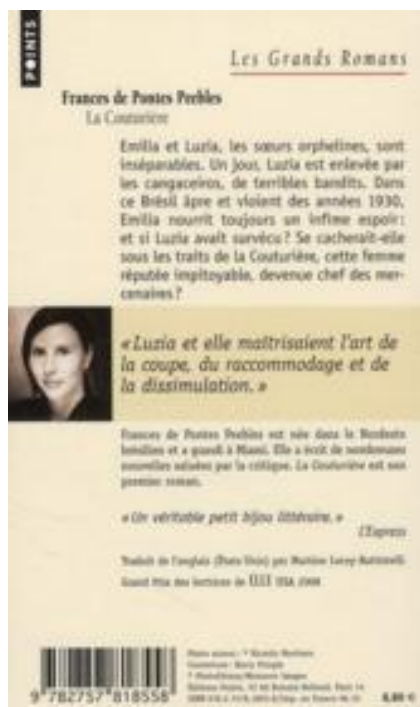 POINTS
Les Grands Romans
Frances de Pontes Peebles
La Couturière
Emilia et Luzia, les sœurs orphelines, sont
inséparables. Un jour, Luzia est enlevée par
les cangaceiros, de terribles bandits. Dans
ce Brésil âpre et violent des années 1930,
Emilia nourrit toujours un infime espoir :
et si Luzia avait survécu ? Se cacherait-elle
sous les traits de la Couturière, cette femme
réputée impitoyable, devenue chef des mer-
cenaires ?
« Luzia et elle maîtrisaient l'art de
la coupe, du raccommodage et de
la dissimulation. »
Frances de Pontes Peebles est née dans le Nordeste
brésilien et a grandi à Miami. Elle a écrit de nombreuses
nouvelles saluées par la critique. La Couturière est son
premier roman.
« Un véritable petit bijou littéraire. »
L'Express
Traduit de l'anglais (États-Unis) par Martine
Grand Prix des lectrices de ELLE USA
9 782757 818558